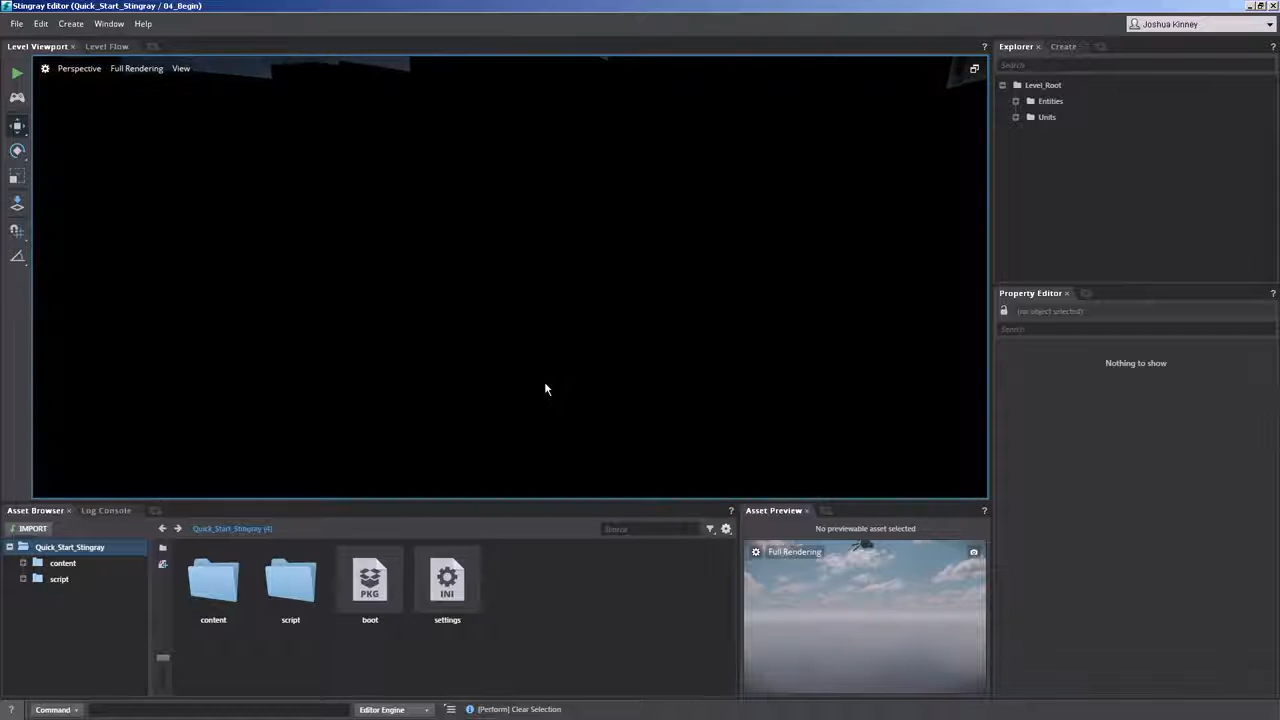 Stingray Editor (Quick_Start_Stingray / 04_Begin)
File Edit Create Window Help
Joshua Kinney
Level Viewport × Level Flow ?
Explorer × Create ?
Perspective Full Rendering View
Search
Level_Root
Entities
Units
Property Editor × ?
(no object selected)
Search
Nothing to show
Asset Browser × Log Console ?
Asset Preview × ?
IMPORT
Quick_Start_Stingray (4)
No previewable asset selected
Quick_Start_Stingray
content
script
PKG
INI
content script boot settings
Full Rendering
? Command Editor Engine (Perform) Clear Selection